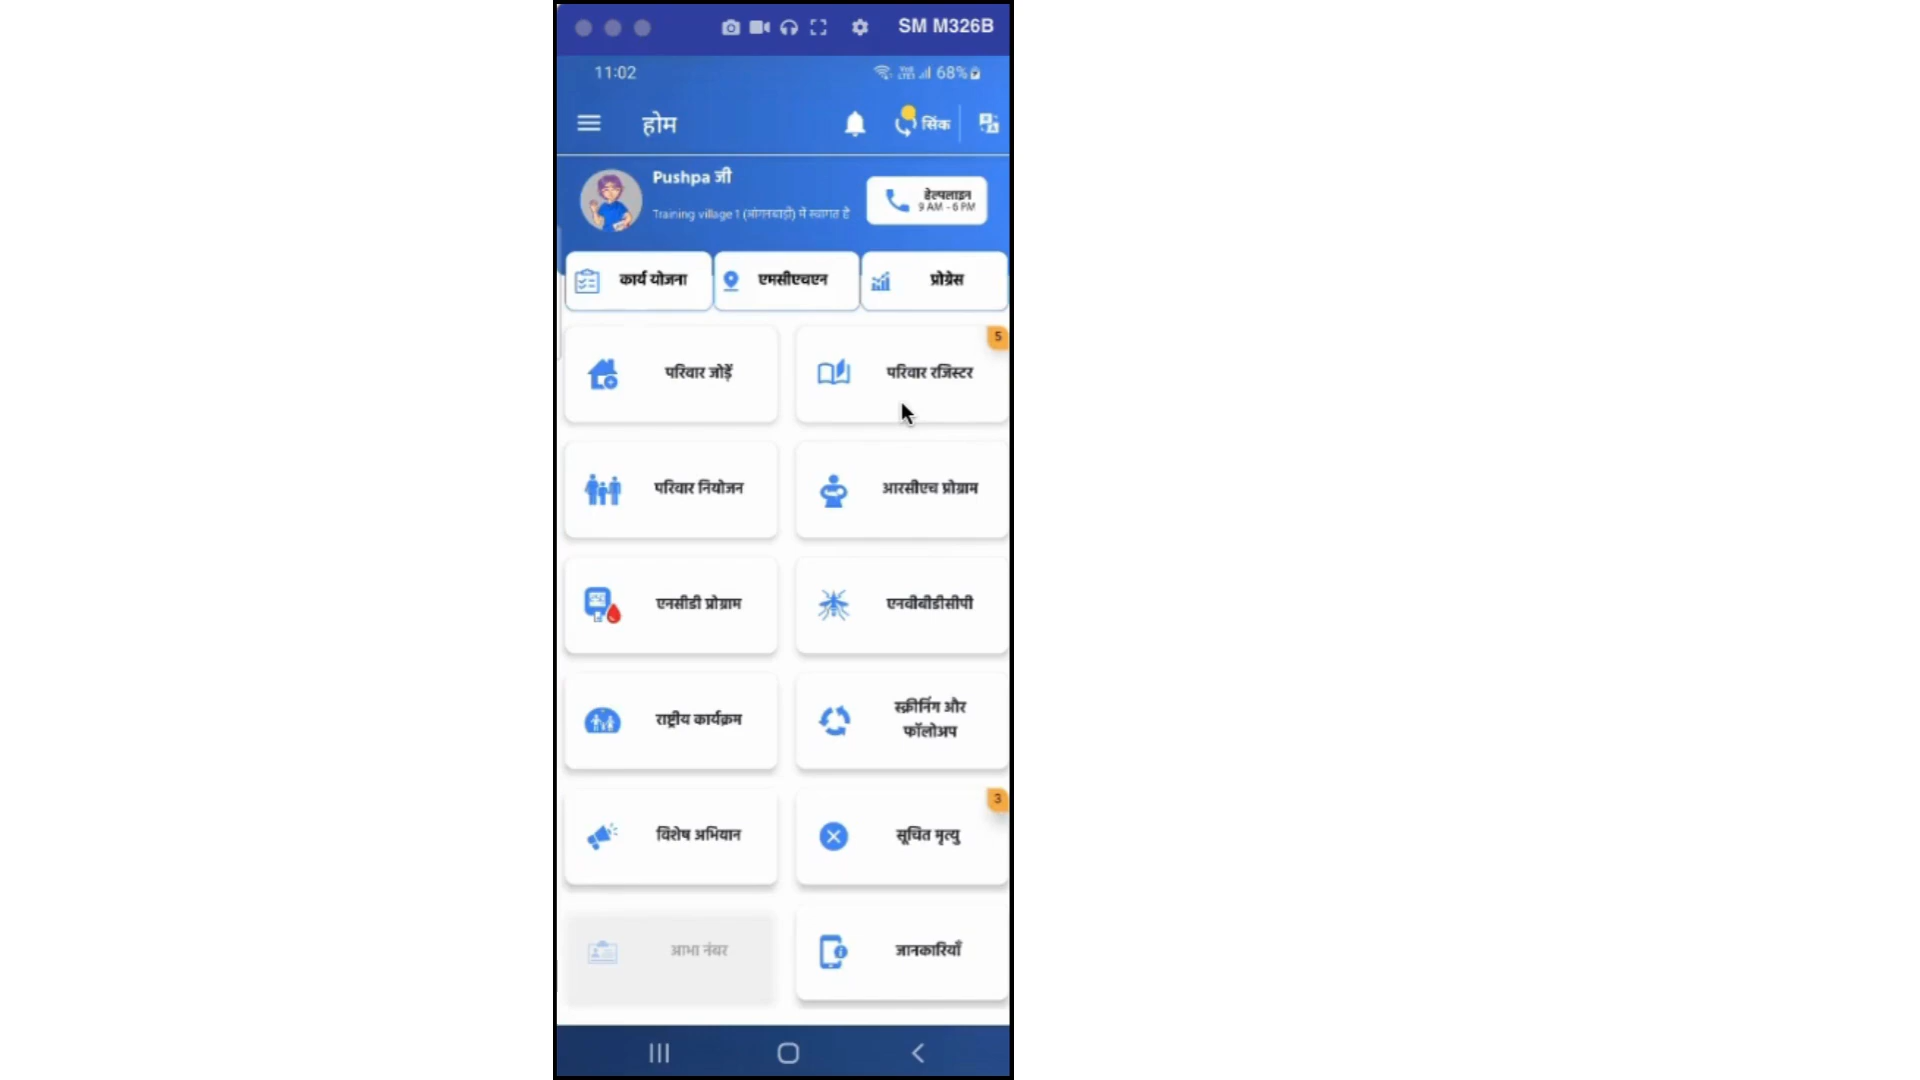 SM M326B
11:02
68%
होम
सिंक
Pushpa जी
Training village 1 (आंगनबाड़ी) में स्वागत है
हेल्पलाइन
9 AM - 6 PM
कार्य योजना
एमसीएचएन
प्रोग्रेस
5
परिवार जोड़ें
परिवार रजिस्टर
परिवार नियोजन
आरसीएच प्रोग्राम
एनसीडी प्रोग्राम
एनवीबीडीसीपी
राष्ट्रीय कार्यक्रम
स्क्रीनिंग और
फॉलोअप
3
विशेष अभियान
सूचित मृत्यु
आभा नंबर
जानकारियाँ